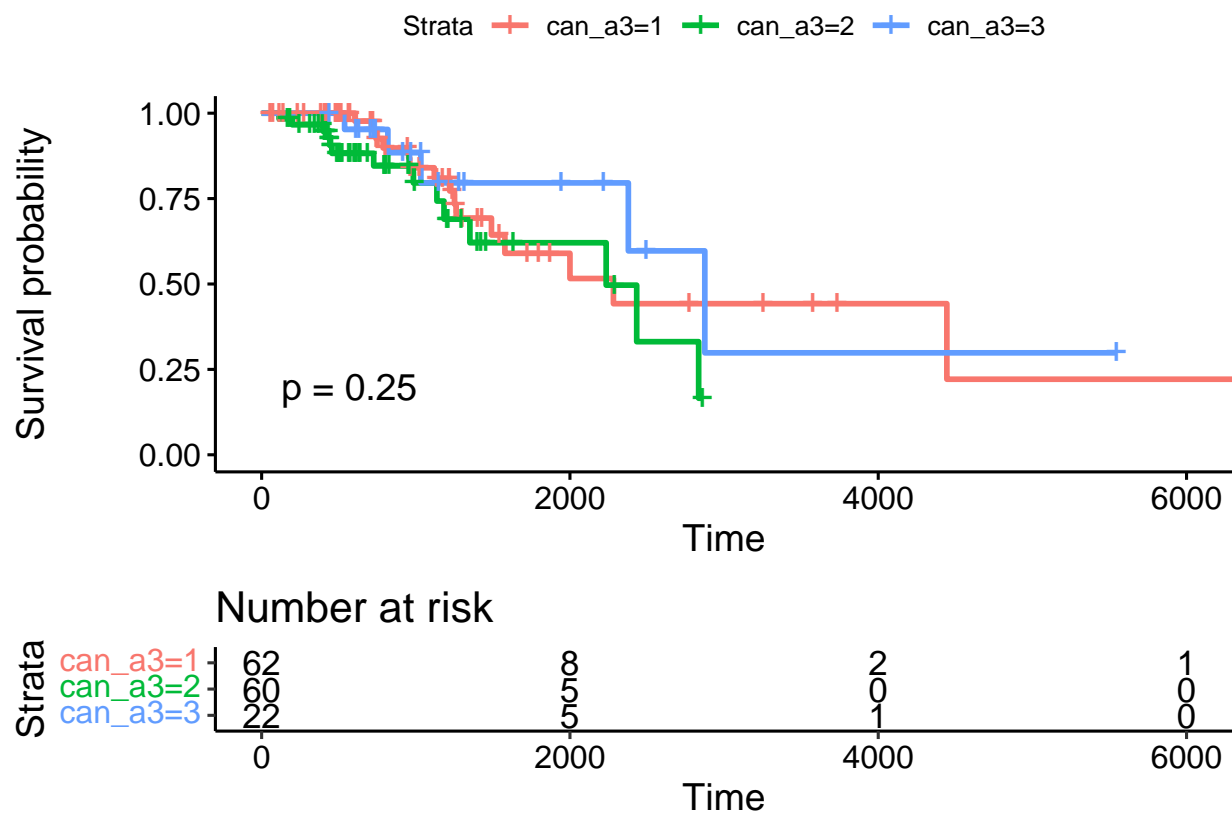 Strata can_a3=1 can_a3=2 can_a3=3
Survival probability
1.00
0.75
0.50
0.25
0.00
p = 0.25
0 2000 4000 6000
Time
Number at risk
Strata
can_a3=1 62 8 2 1
can_a3=2 60 5 0 0
can_a3=3 22 5 1 0
0 2000 4000 6000
Time